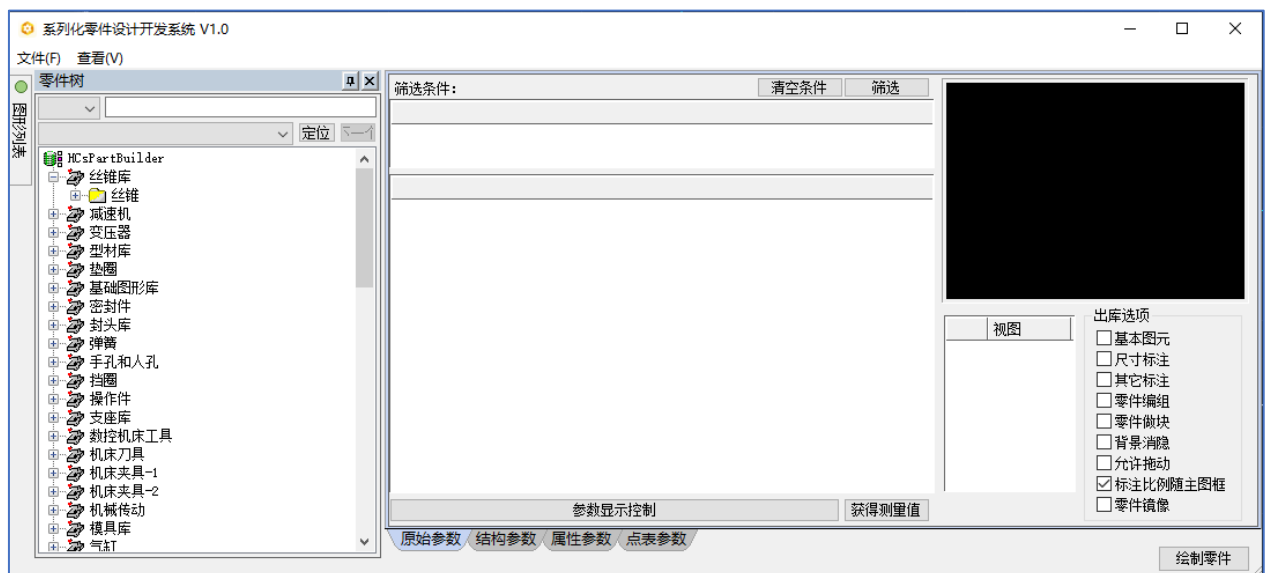 系列化零件设计开发系统 V1.0
文件(F) 查看(V)
图形列表
零件树
定位 下一个
HCsPartBuilder
丝锥库
丝锥
减速机
变压器
型材库
垫圈
基础图形库
密封件
封头库
弹簧
手孔和人孔
挡圈
操作件
支座库
数控机床工具
机床刀具
机床夹具-1
机床夹具-2
机械传动
模具库
气缸
筛选条件: 清空条件 筛选
参数显示控制 获得测量值
原始参数 结构参数 属性参数 点表参数
视图
出库选项
基本图元
尺寸标注
其它标注
零件编组
零件做块
背景消隐
允许拖动
标注比例随主图框
零件镜像
绘制零件